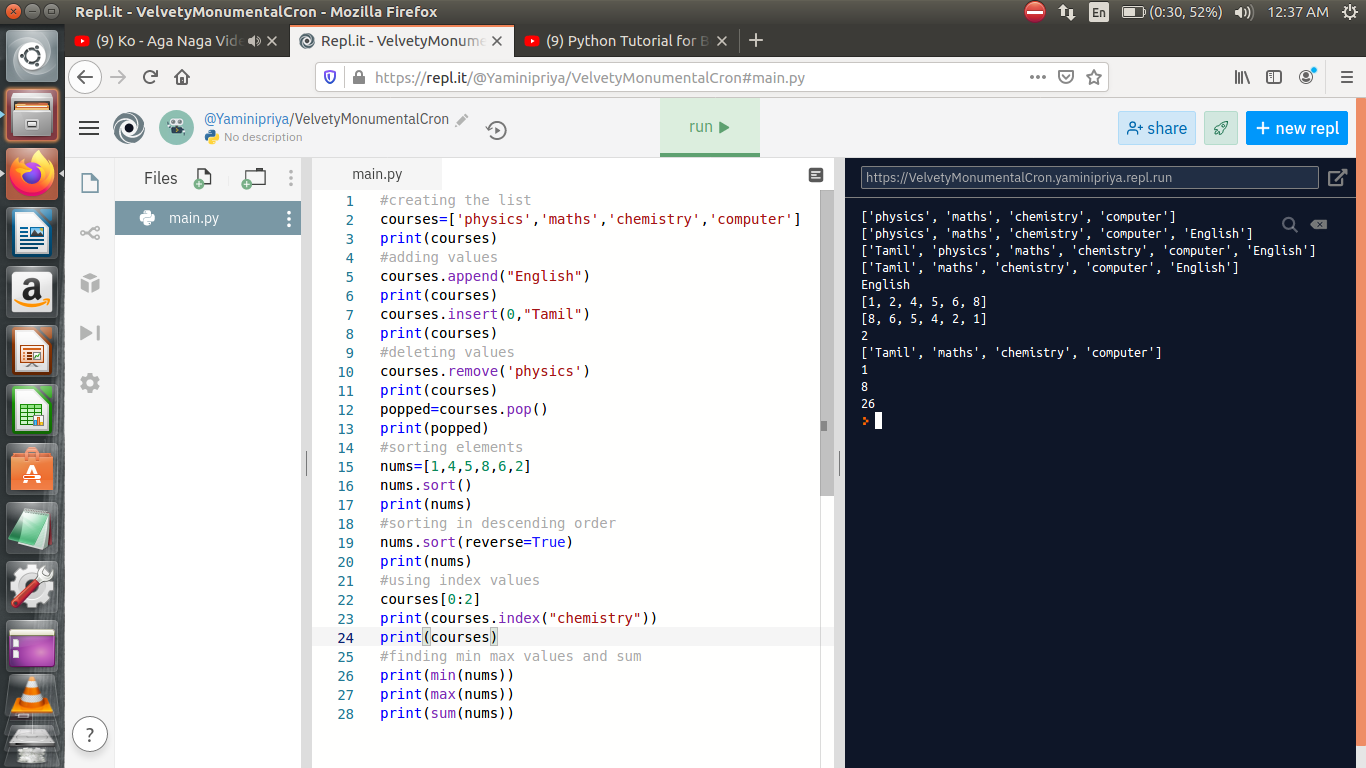 Repl.it - VelvetyMonumentalCron - Mozilla Firefox
En
(0:30, 52%)
12:37 AM
(9) Ko - Aga Naga Vid
Repl.it - VelvetyMonume
(9) Python Tutorial for B
https://repl.it/@Yaminipriya/VelvetyMonumentalCron#main.py
@Yaminipriya/VelvetyMonumentalCron
No description
run
share
+ new repl
Files
main.py
main.py
1 #creating the list
2 courses=['physics','maths','chemistry','computer']
3 print(courses)
4 #adding values
5 courses.append("English")
6 print(courses)
7 courses.insert(0,"Tamil")
8 print(courses)
9 #deleting values
10 courses.remove('physics')
11 print(courses)
12 popped=courses.pop()
13 print(popped)
14 #sorting elements
15 nums=[1,4,5,8,6,2]
16 nums.sort()
17 print(nums)
18 #sorting in descending order
19 nums.sort(reverse=True)
20 print(nums)
21 #using index values
22 courses[0:2]
23 print(courses.index("chemistry"))
24 print(courses)
25 #finding min max values and sum
26 print(min(nums))
27 print(max(nums))
28 print(sum(nums))
?
https://VelvetyMonumentalCron.yaminipriya.repl.run
['physics', 'maths', 'chemistry', 'computer']
['physics', 'maths', 'chemistry', 'computer', 'English']
['Tamil', 'physics', 'maths', 'chemistry', 'computer', 'English']
['Tamil', 'maths', 'chemistry', 'computer', 'English']
English
[1, 2, 4, 5, 6, 8]
[8, 6, 5, 4, 2, 1]
2
['Tamil', 'maths', 'chemistry', 'computer']
1
8
26